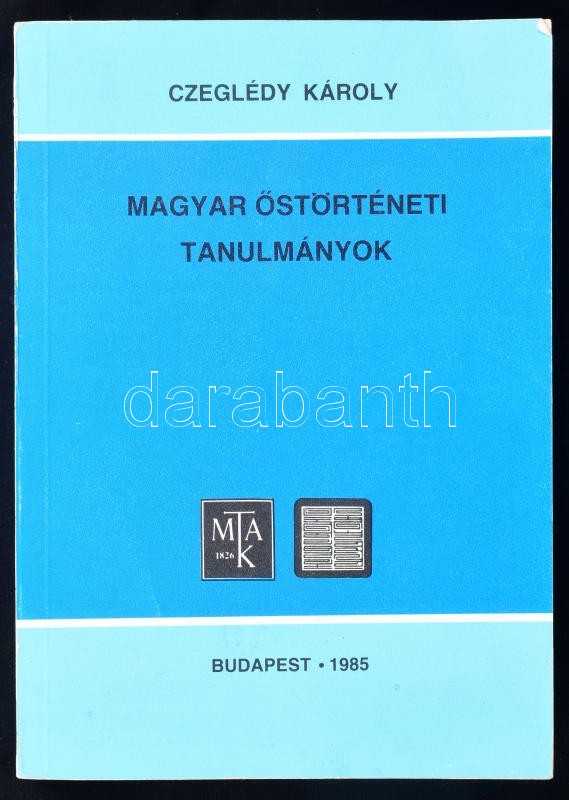 CZEGLÉDY KÁROLY
MAGYAR ŐSTÖRTÉNETI
TANULMÁNYOK
darabanth
MTAK
1826
BUDAPEST • 1985